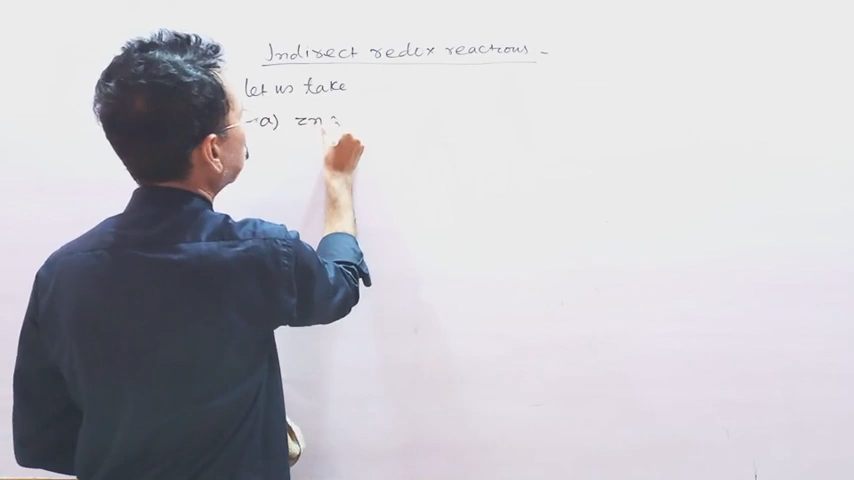 Indirect redox reactions -
let us take
a) zn